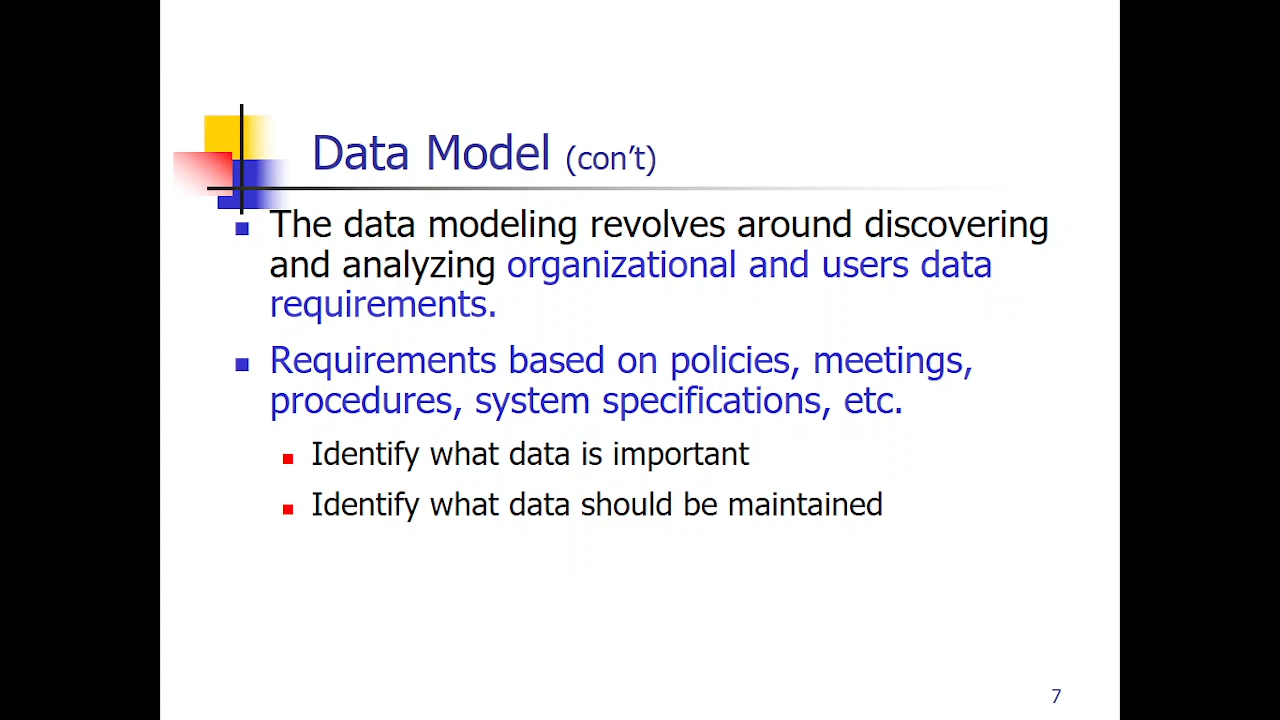 Data Model (con’t)
The data modeling revolves around discovering
and analyzing organizational and users data
requirements.
Requirements based on policies, meetings,
procedures, system specifications, etc.
Identify what data is important
Identify what data should be maintained
7